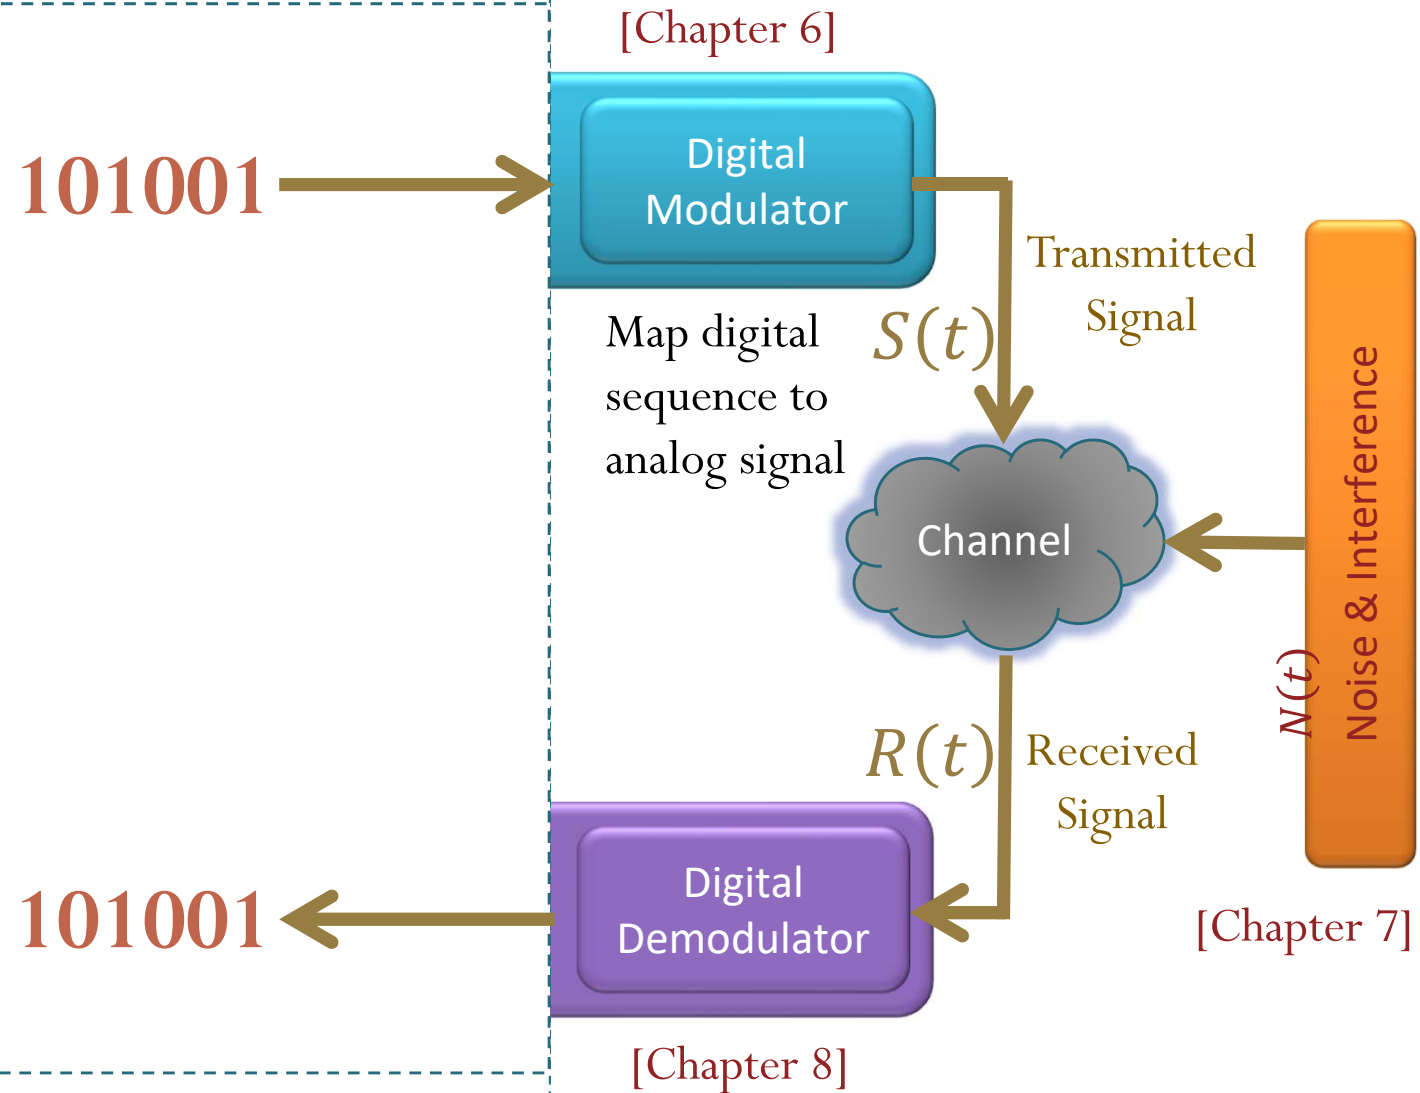 [Chapter 6]
101001
Digital
Modulator
Transmitted
Signal
S(t)
Map digital
sequence to
analog signal
Channel
Noise & Interference
N(t)
R(t)
Received
Signal
101001
Digital
Demodulator
[Chapter 7]
[Chapter 8]